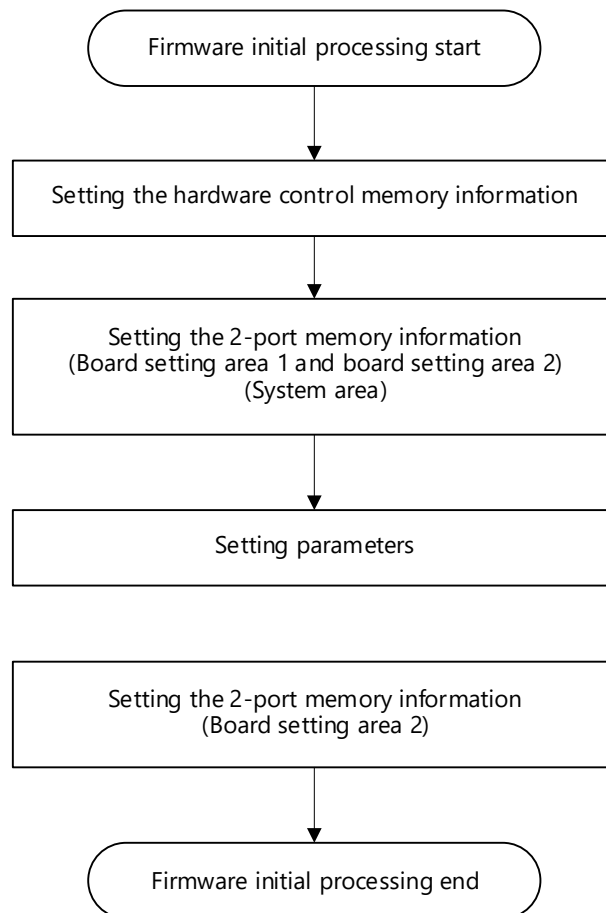 Firmware initial processing start
Setting the hardware control memory information
Setting the 2-port memory information
(Board setting area 1 and board setting area 2)
(System area)
Setting parameters
Setting the 2-port memory information
(Board setting area 2)
Firmware initial processing end